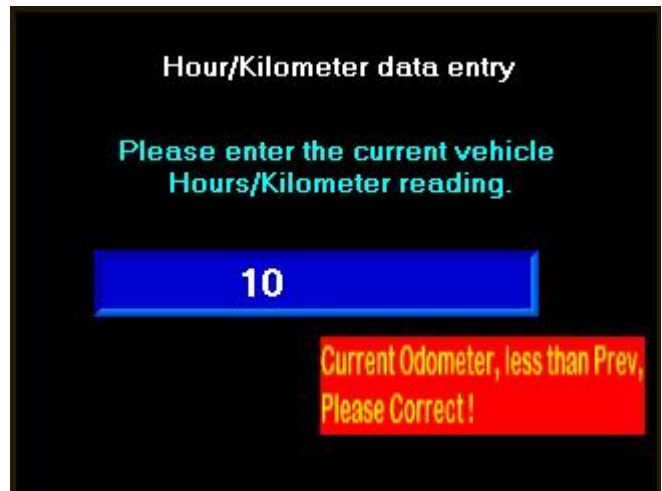 Hour/Kilometer data entry
Please enter the current vehicle
Hours/Kilometer reading.
10
Current Odometer, less than Prev,
Please Correct !